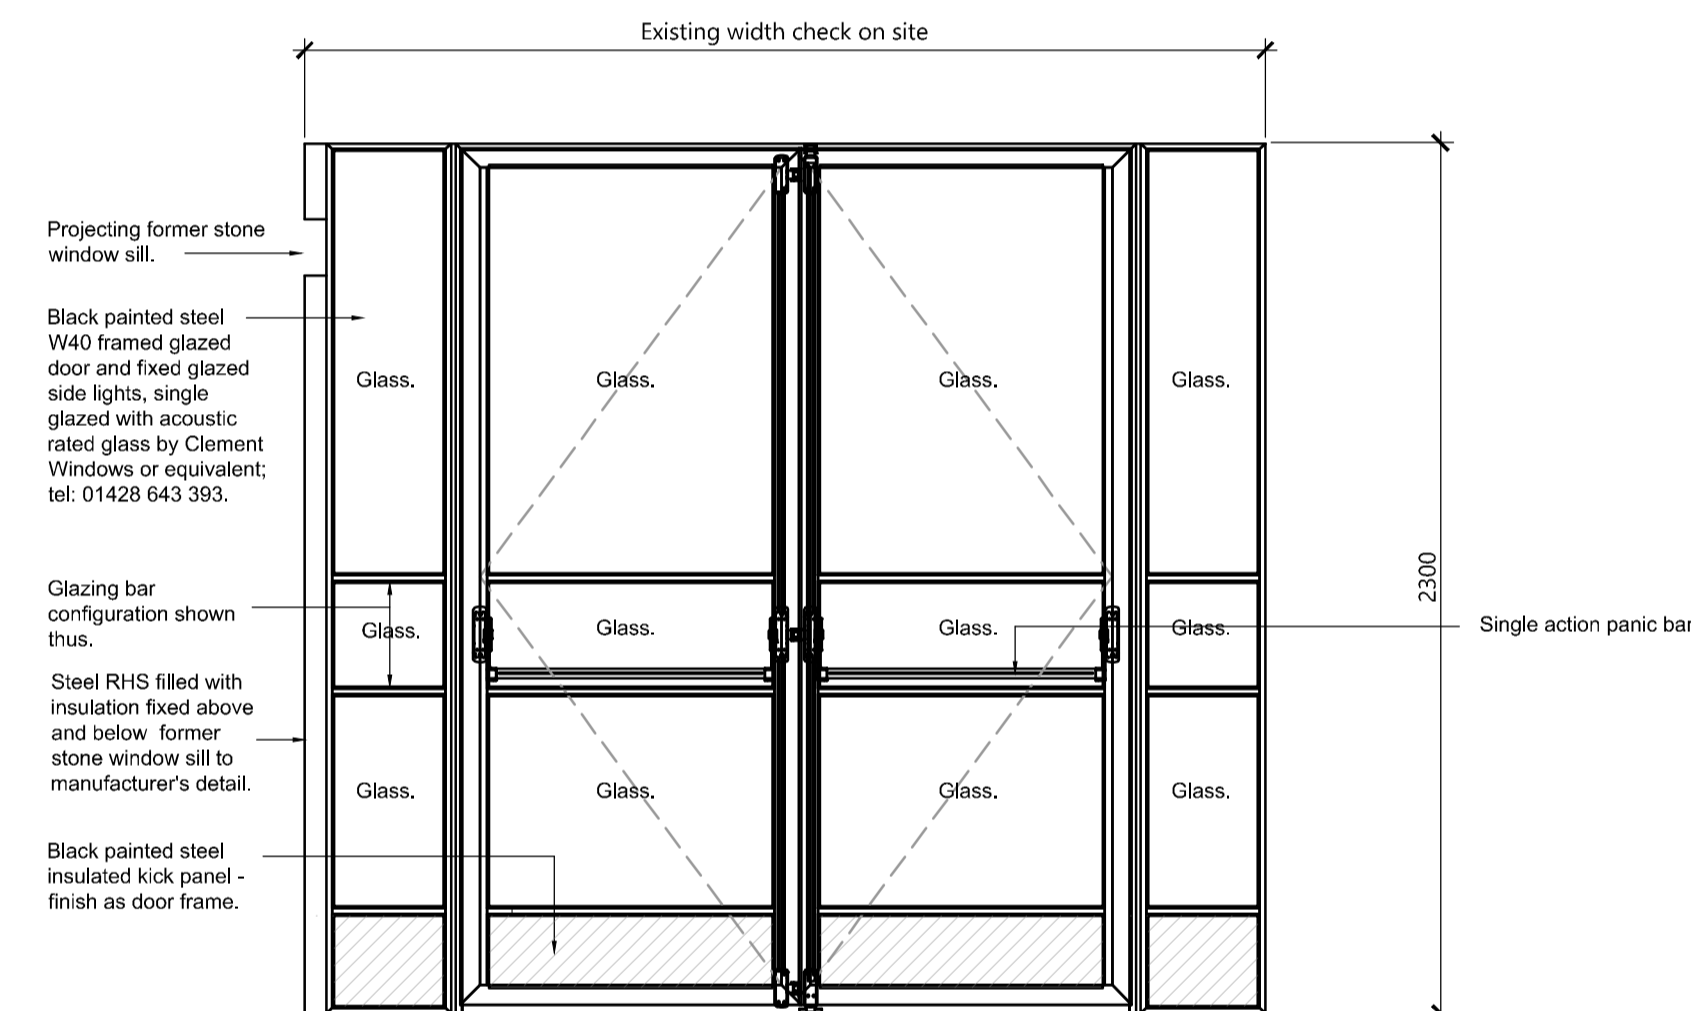 Existing width check on site
Projecting former stone
window sill.
Black painted steel
W40 framed glazed
door and fixed glazed
side lights, single
glazed with acoustic
rated glass by Clement
Windows or equivalent;
tel: 01428 643 393.
Glass.
Glass.
Glass.
Glass.
2300
Glazing bar
configuration shown
thus.
Glass.
Glass.
Glass.
Glass.
Single action panic bar
Steel RHS filled with
insulation fixed above
and below former
stone window sill to
manufacturer's detail.
Glass.
Glass.
Glass.
Glass.
Black painted steel
insulated kick panel -
finish as door frame.